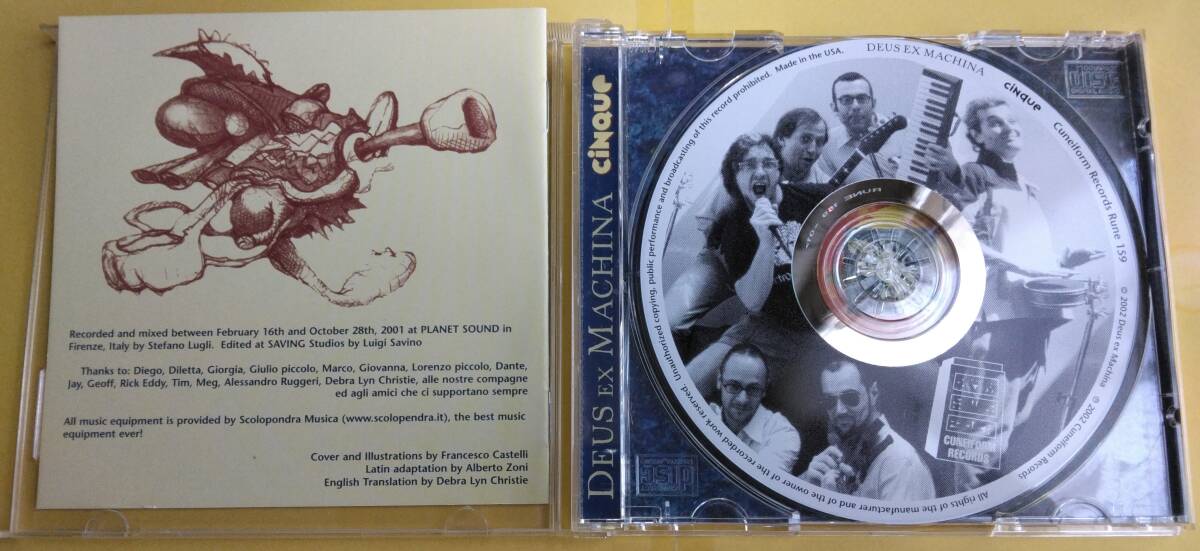 Recorded and mixed between February 16th and October 28th, 2001 at PLANET SOUND in
Firenze, Italy by Stefano Lugli. Edited at SAVING Studios by Luigi Savino
Thanks to: Diego, Diletta, Giorgia, Giulio piccolo, Marco, Giovanna, Lorenzo piccolo, Dante,
Jay, Geoff, Rick Eddy, Tim, Meg, Alessandro Ruggeri, Debra Lyn Christie, alle nostre compagne
ed agli amici che ci supportano sempre
All music equipment is provided by Scolopondra Musica (www.scolopendra.it), the best music
equipment ever!
Cover and Illustrations by Francesco Castelli
Latin adaptation by Alberto Zoni
English Translation by Debra Lyn Christie
DEUS EX MACHINA CINQUE
DEUS EX MACHINA
CINQUE
Cuneiform Records Rune 159
℗ 2002 Deus ex Machina
© 2002 Cuneiform Records
All rights of the manufacturer and of the owner of the recorded work reserved. Unauthorized copying, public performance and broadcasting of this record prohibited. Made in the USA.
CUNEIFORM
RECORDS
RUNE
disc
disc